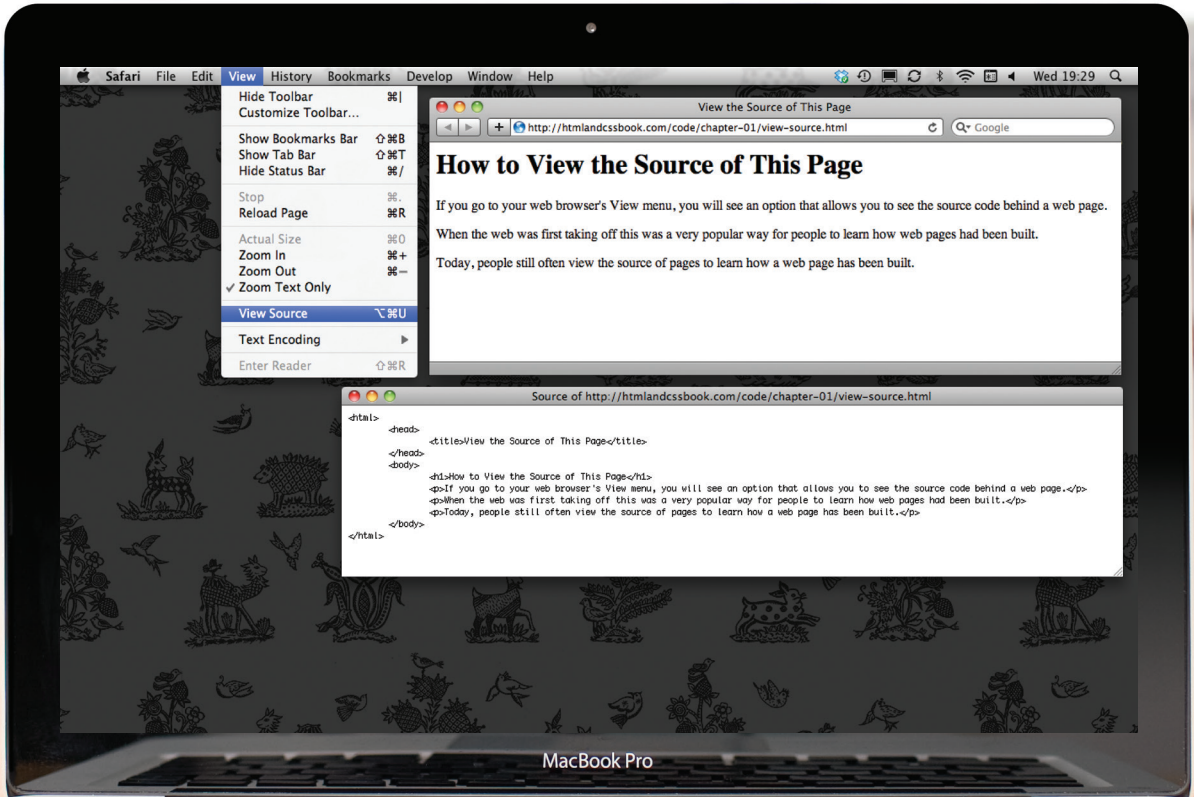 Safari File Edit View History Bookmarks Develop Window Help Wed 19:29
Hide Toolbar ⌘|
Customize Toolbar...
Show Bookmarks Bar ⇧⌘B
Show Tab Bar ⇧⌘T
Hide Status Bar ⌘/
Stop ⌘.
Reload Page ⌘R
Actual Size ⌘0
Zoom In ⌘+
Zoom Out ⌘−
✓ Zoom Text Only
View Source ⌥⌘U
Text Encoding ▶
Enter Reader ⇧⌘R
View the Source of This Page
http://htmlandcssbook.com/code/chapter-01/view-source.html Google
How to View the Source of This Page
If you go to your web browser's View menu, you will see an option that allows you to see the source code behind a web page.
When the web was first taking off this was a very popular way for people to learn how web pages had been built.
Today, people still often view the source of pages to learn how a web page has been built.
Source of http://htmlandcssbook.com/code/chapter-01/view-source.html
<html>
<head>
<title>View the Source of This Page</title>
</head>
<body>
<h1>How to View the Source of This Page</h1>
<p>If you go to your web browser's View menu, you will see an option that allows you to see the source code behind a web page.</p>
<p>When the web was first taking off this was a very popular way for people to learn how web pages had been built.</p>
<p>Today, people still often view the source of pages to learn how a web page has been built.</p>
</body>
</html>
MacBook Pro